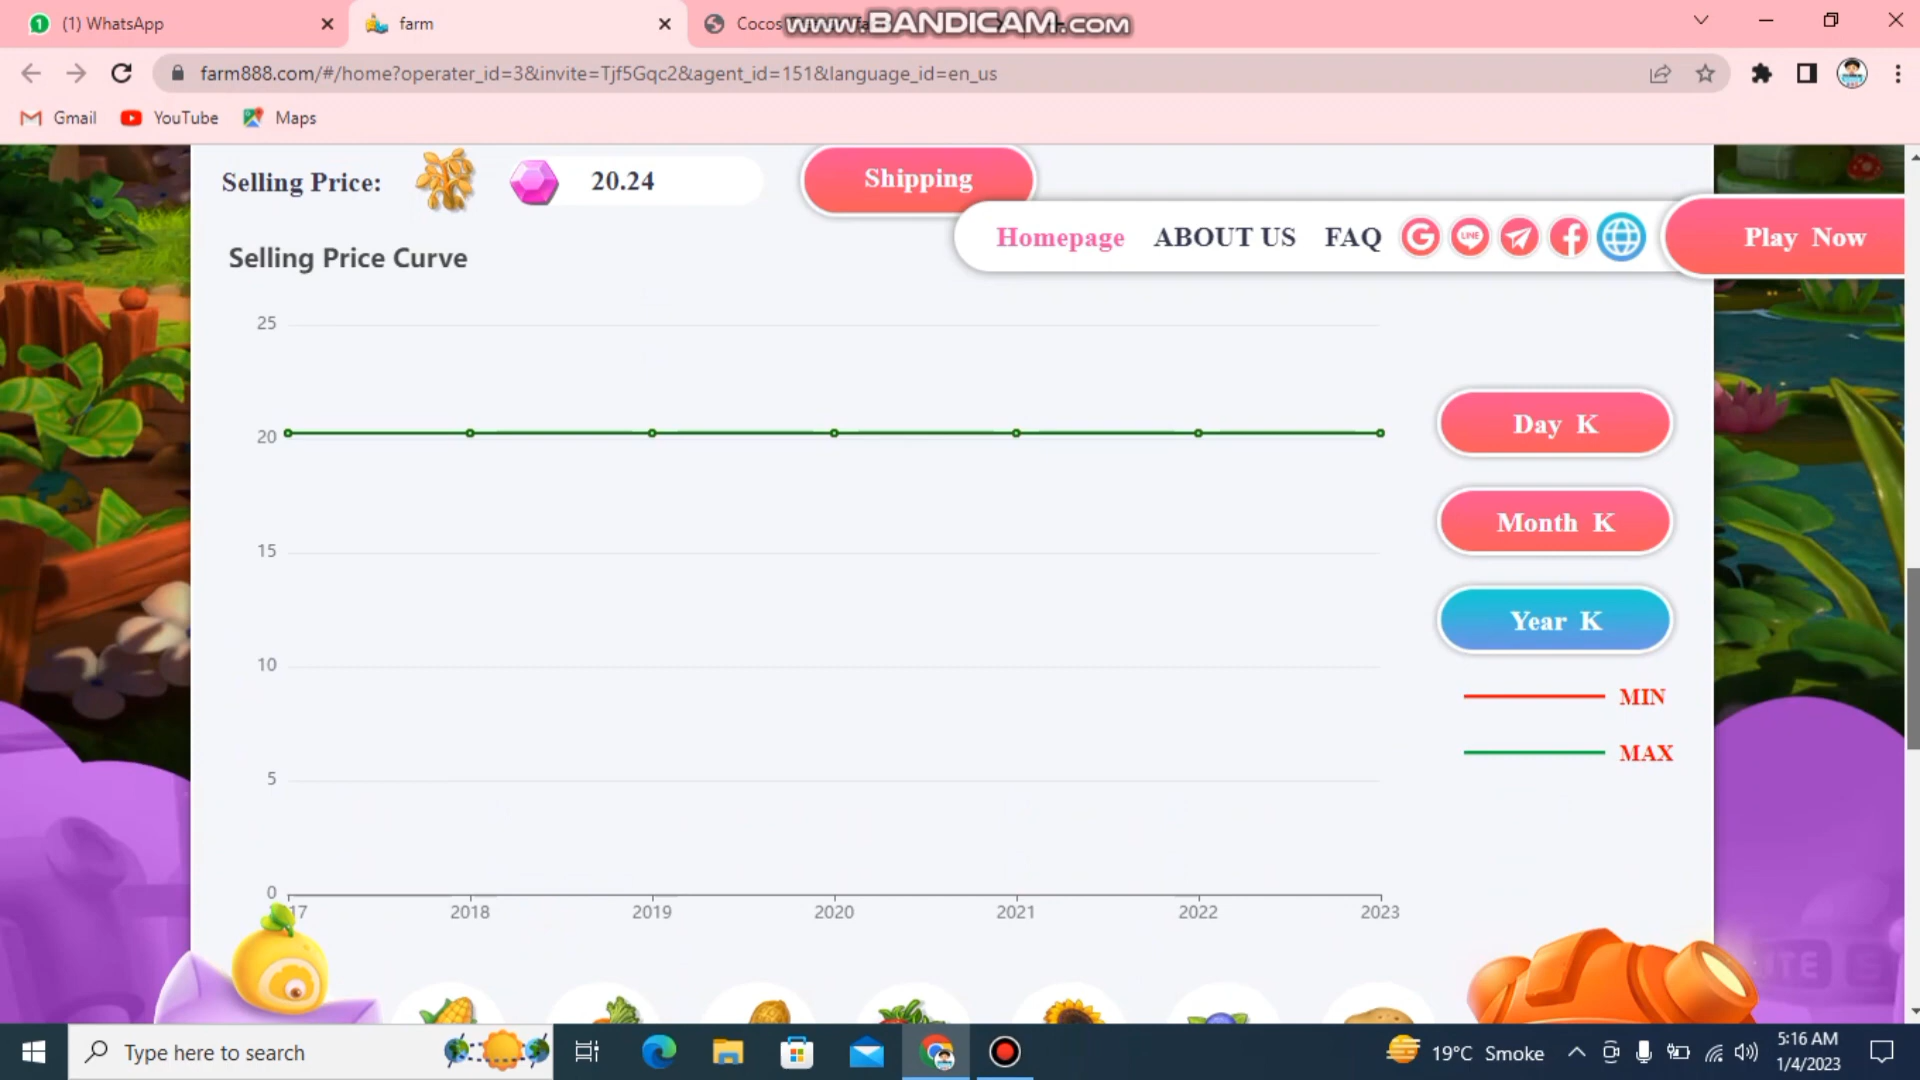 (1) WhatsApp
farm
Cocos
www.BANDICAM.com
farm888.com/#/home?operater_id=3&invite=Tjf5Gqc2&agent_id=151&language_id=en_us
Gmail
YouTube
Maps
Selling Price:
20.24
Shipping
Homepage
ABOUT US
FAQ
LINE
Play Now
Selling Price Curve
25
20
15
10
5
0
17
2018
2019
2020
2021
2022
2023
Day K
Month K
Year K
MIN
MAX
Type here to search
19°C Smoke
5:16 AM
1/4/2023